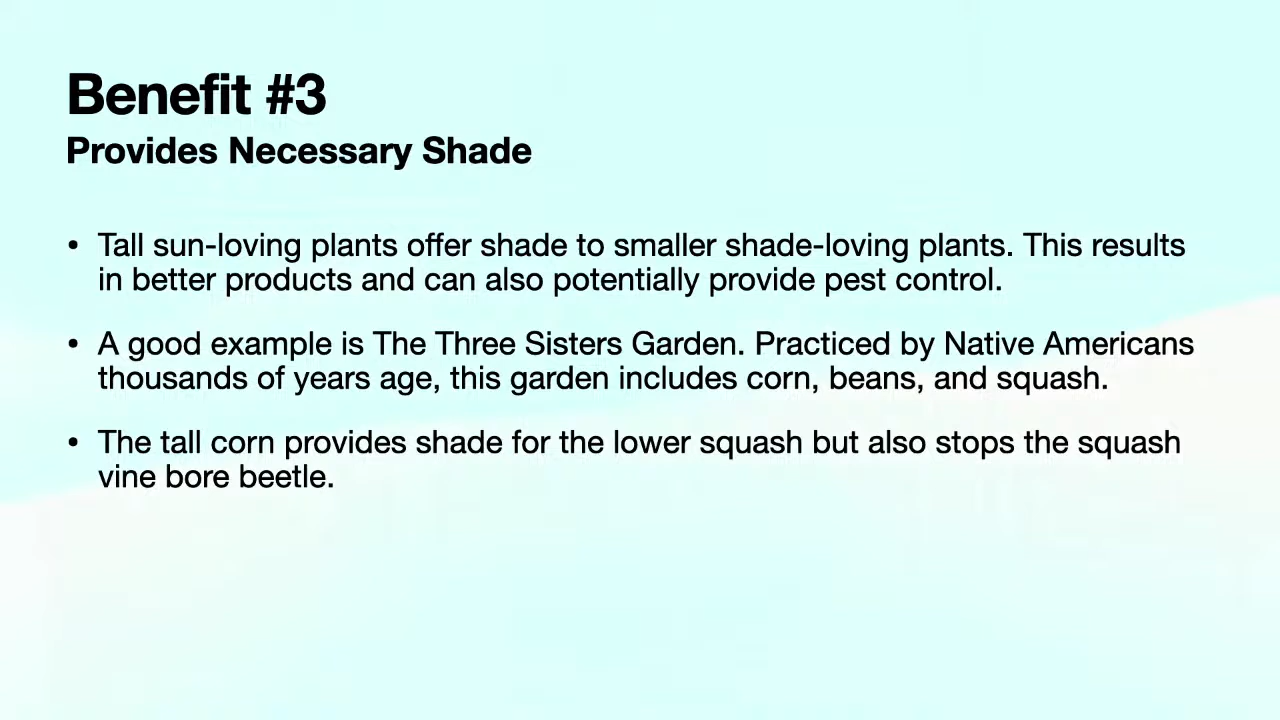 Benefit #3
Provides Necessary Shade
• Tall sun-loving plants offer shade to smaller shade-loving plants. This results
in better products and can also potentially provide pest control.
• A good example is The Three Sisters Garden. Practiced by Native Americans
thousands of years age, this garden includes corn, beans, and squash.
• The tall corn provides shade for the lower squash but also stops the squash
vine bore beetle.